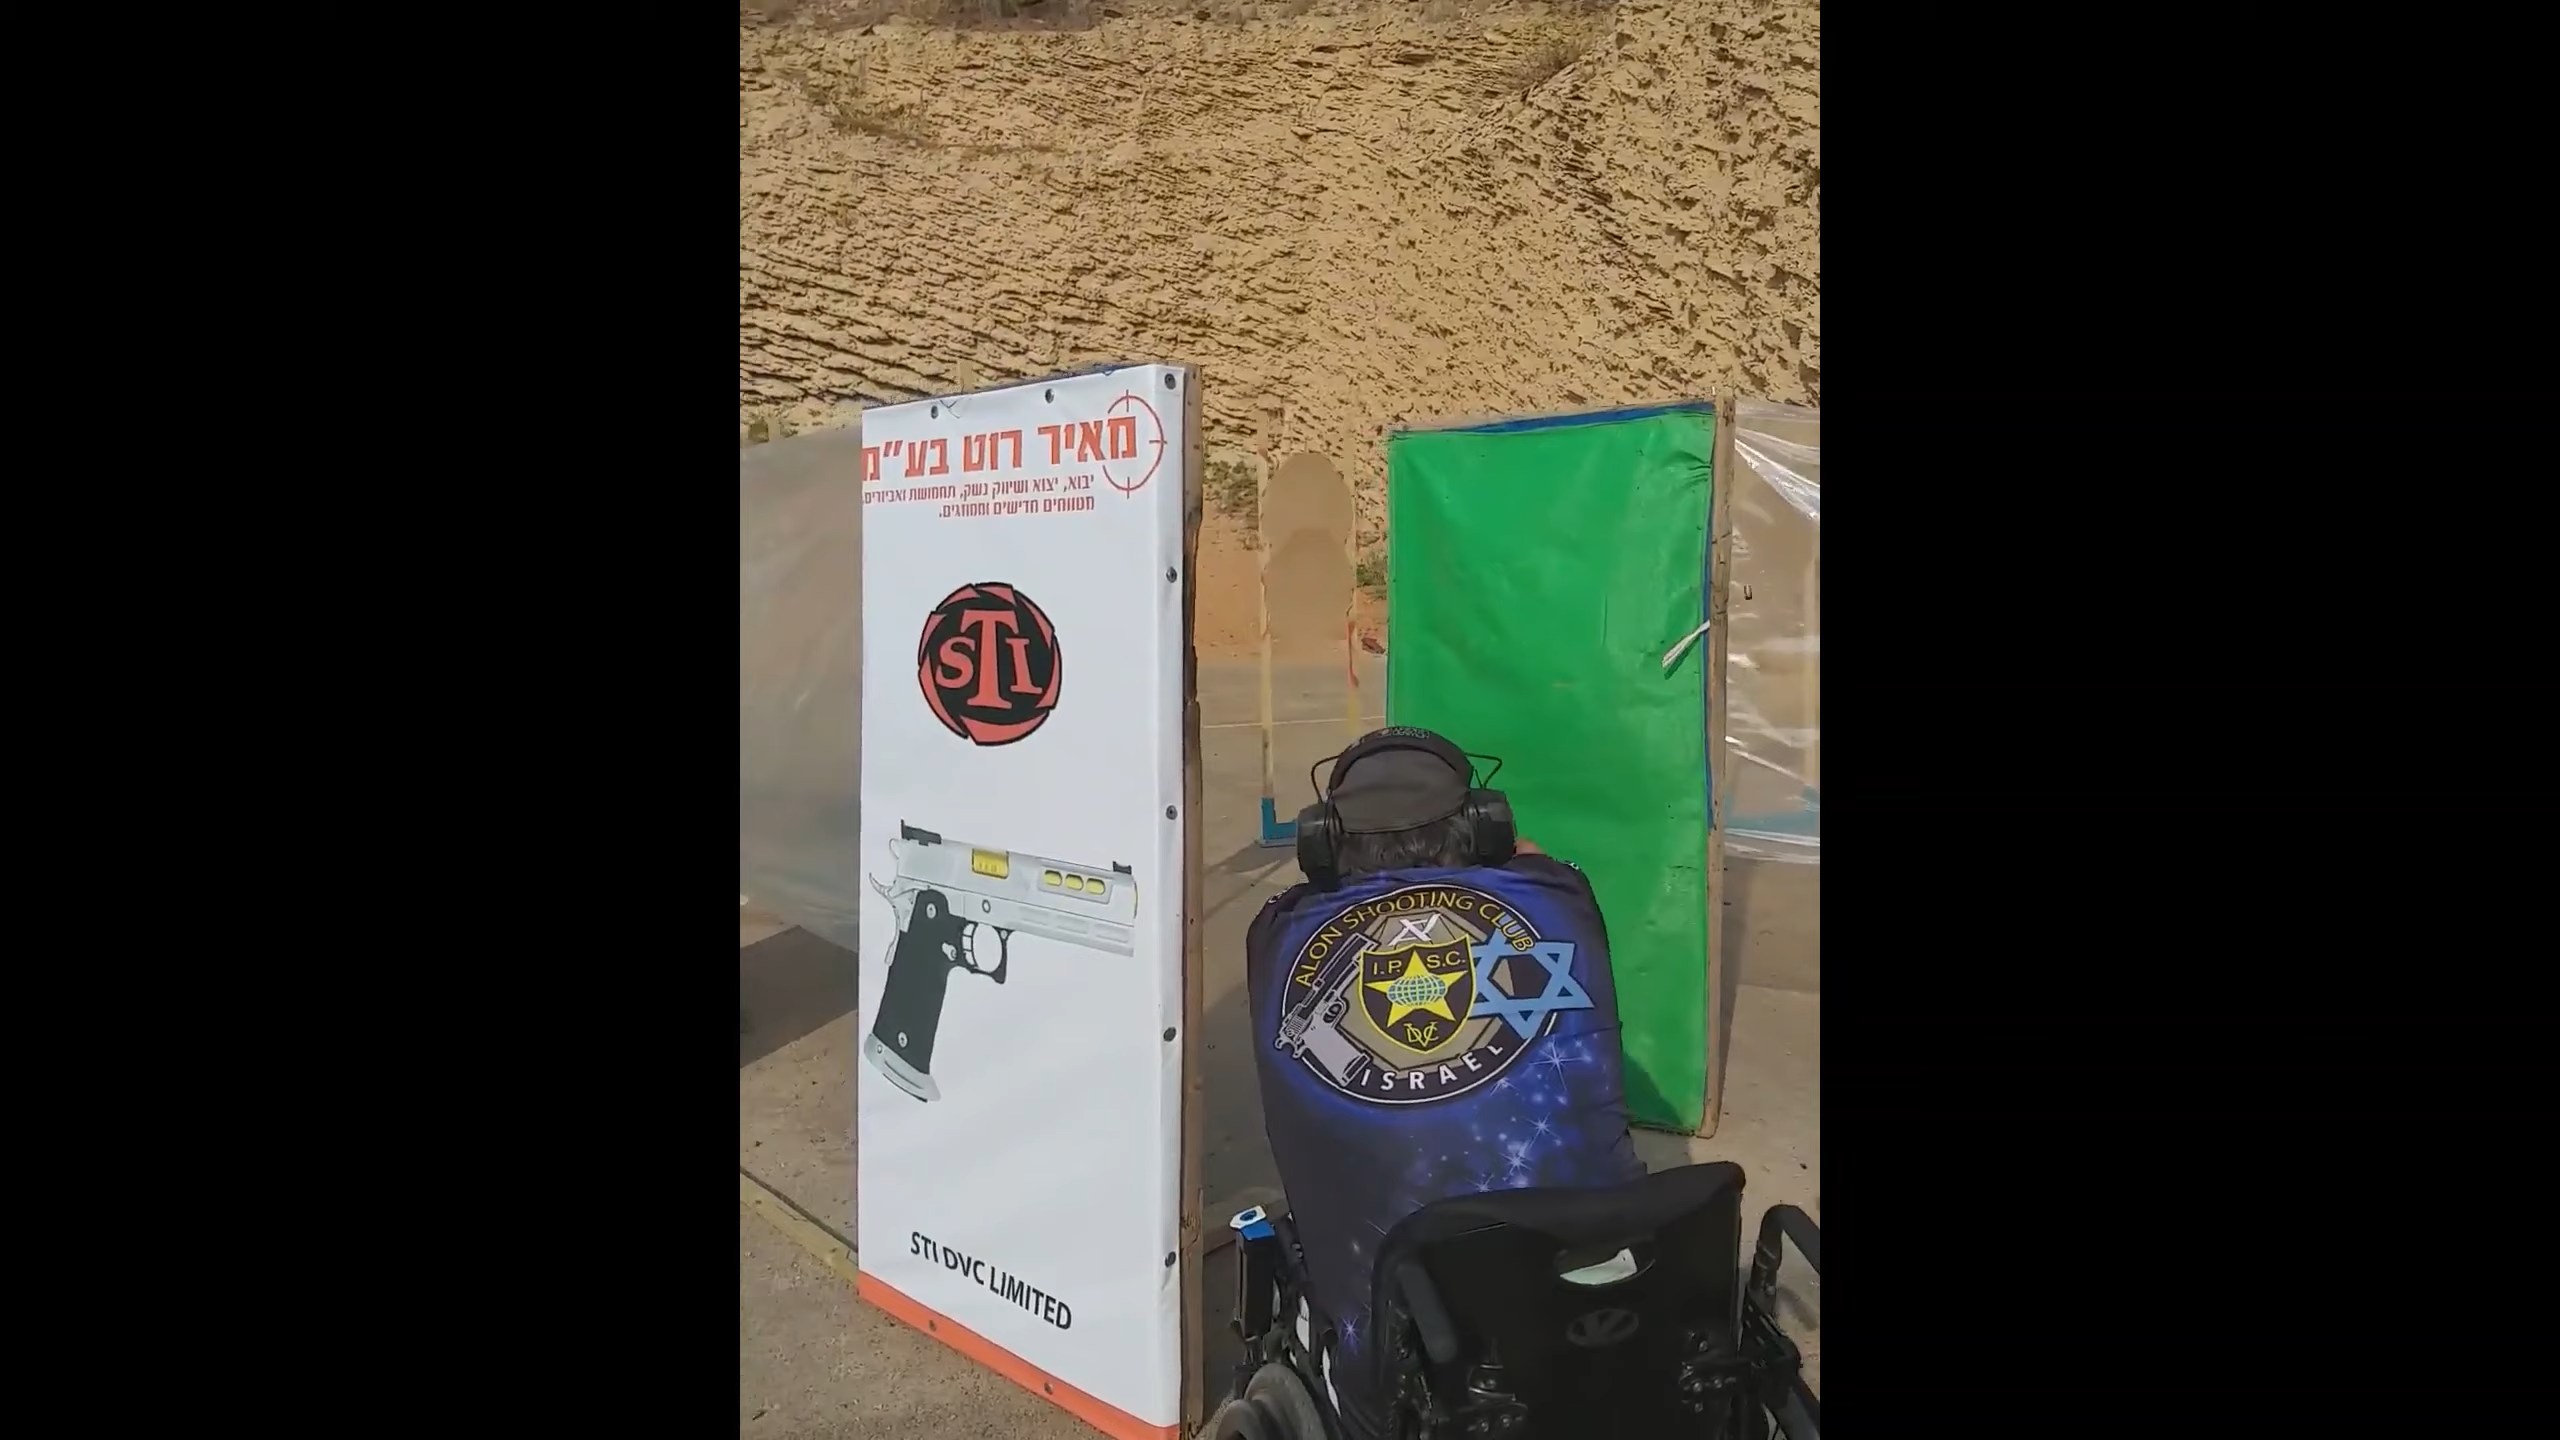 מאיר רוט בע״מ
יבוא, יצוא ושיווק נשק, תחמושת ואביזרים.
מטווחים חדישים וממוזגים.
STI
STI DVC LIMITED
ALON SHOOTING CLUB
I.P.S.C.
DVC
ISRAEL